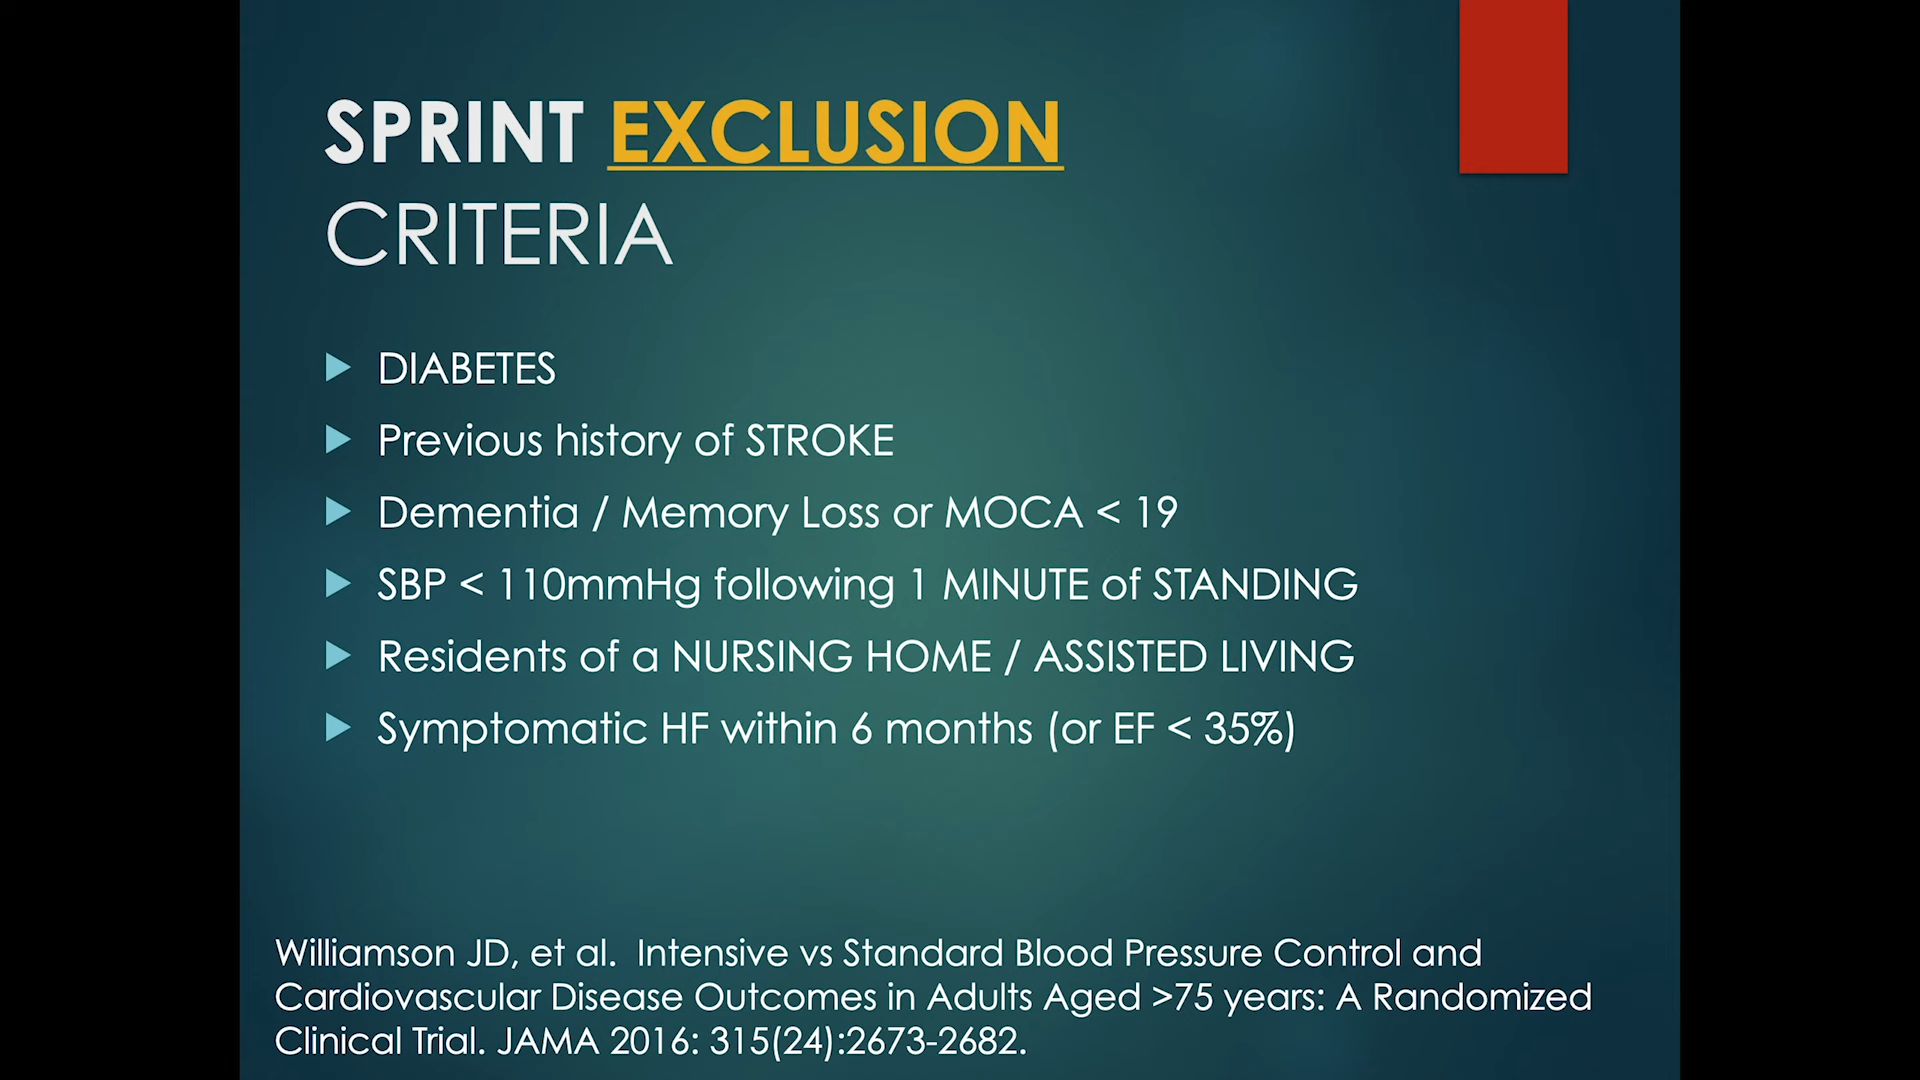 SPRINT EXCLUSION
CRITERIA
DIABETES
Previous history of STROKE
Dementia / Memory Loss or MOCA < 19
SBP < 110mmHg following 1 MINUTE of STANDING
Residents of a NURSING HOME / ASSISTED LIVING
Symptomatic HF within 6 months (or EF < 35%)
Williamson JD, et al.  Intensive vs Standard Blood Pressure Control and
Cardiovascular Disease Outcomes in Adults Aged >75 years: A Randomized
Clinical Trial. JAMA 2016: 315(24):2673-2682.